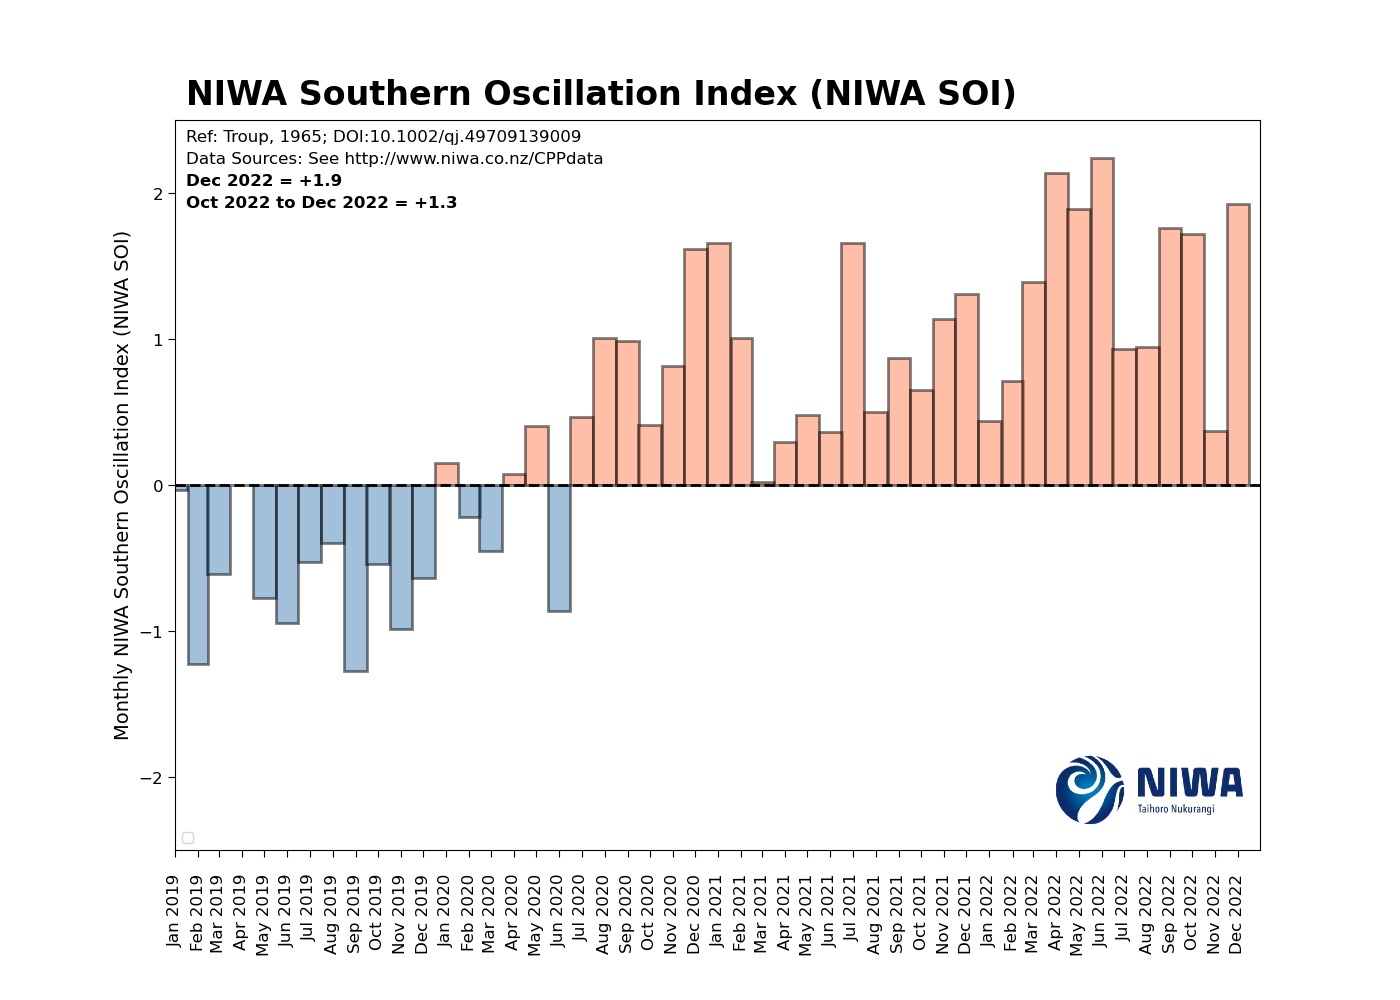 NIWA Southern Oscillation Index (NIWA SOI)
Ref: Troup, 1965; DOI:10.1002/qj.49709139009
Data Sources: See http://www.niwa.co.nz/CPPdata
Dec 2022 = +1.9
Oct 2022 to Dec 2022 = +1.3
Monthly NIWA Southern Oscillation Index (NIWA SOI)
2
1
0
−1
−2
NIWA
Taihoro Nukurangi
Jan 2019
Feb 2019
Mar 2019
Apr 2019
May 2019
Jun 2019
Jul 2019
Aug 2019
Sep 2019
Oct 2019
Nov 2019
Dec 2019
Jan 2020
Feb 2020
Mar 2020
Apr 2020
May 2020
Jun 2020
Jul 2020
Aug 2020
Sep 2020
Oct 2020
Nov 2020
Dec 2020
Jan 2021
Feb 2021
Mar 2021
Apr 2021
May 2021
Jun 2021
Jul 2021
Aug 2021
Sep 2021
Oct 2021
Nov 2021
Dec 2021
Jan 2022
Feb 2022
Mar 2022
Apr 2022
May 2022
Jun 2022
Jul 2022
Aug 2022
Sep 2022
Oct 2022
Nov 2022
Dec 2022